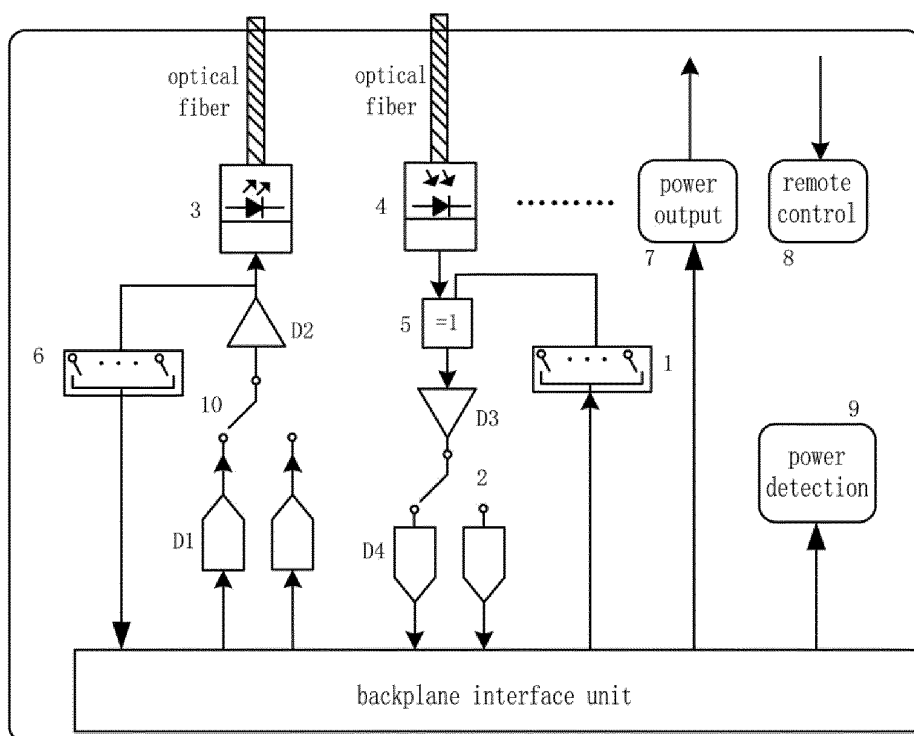 optical
fiber
optical
fiber
3
4
........
power
output
7
remote
control
8
5
=1
D2
6
. . .
10
. . .
1
D3
2
9
power
detection
D1
D4
backplane interface unit